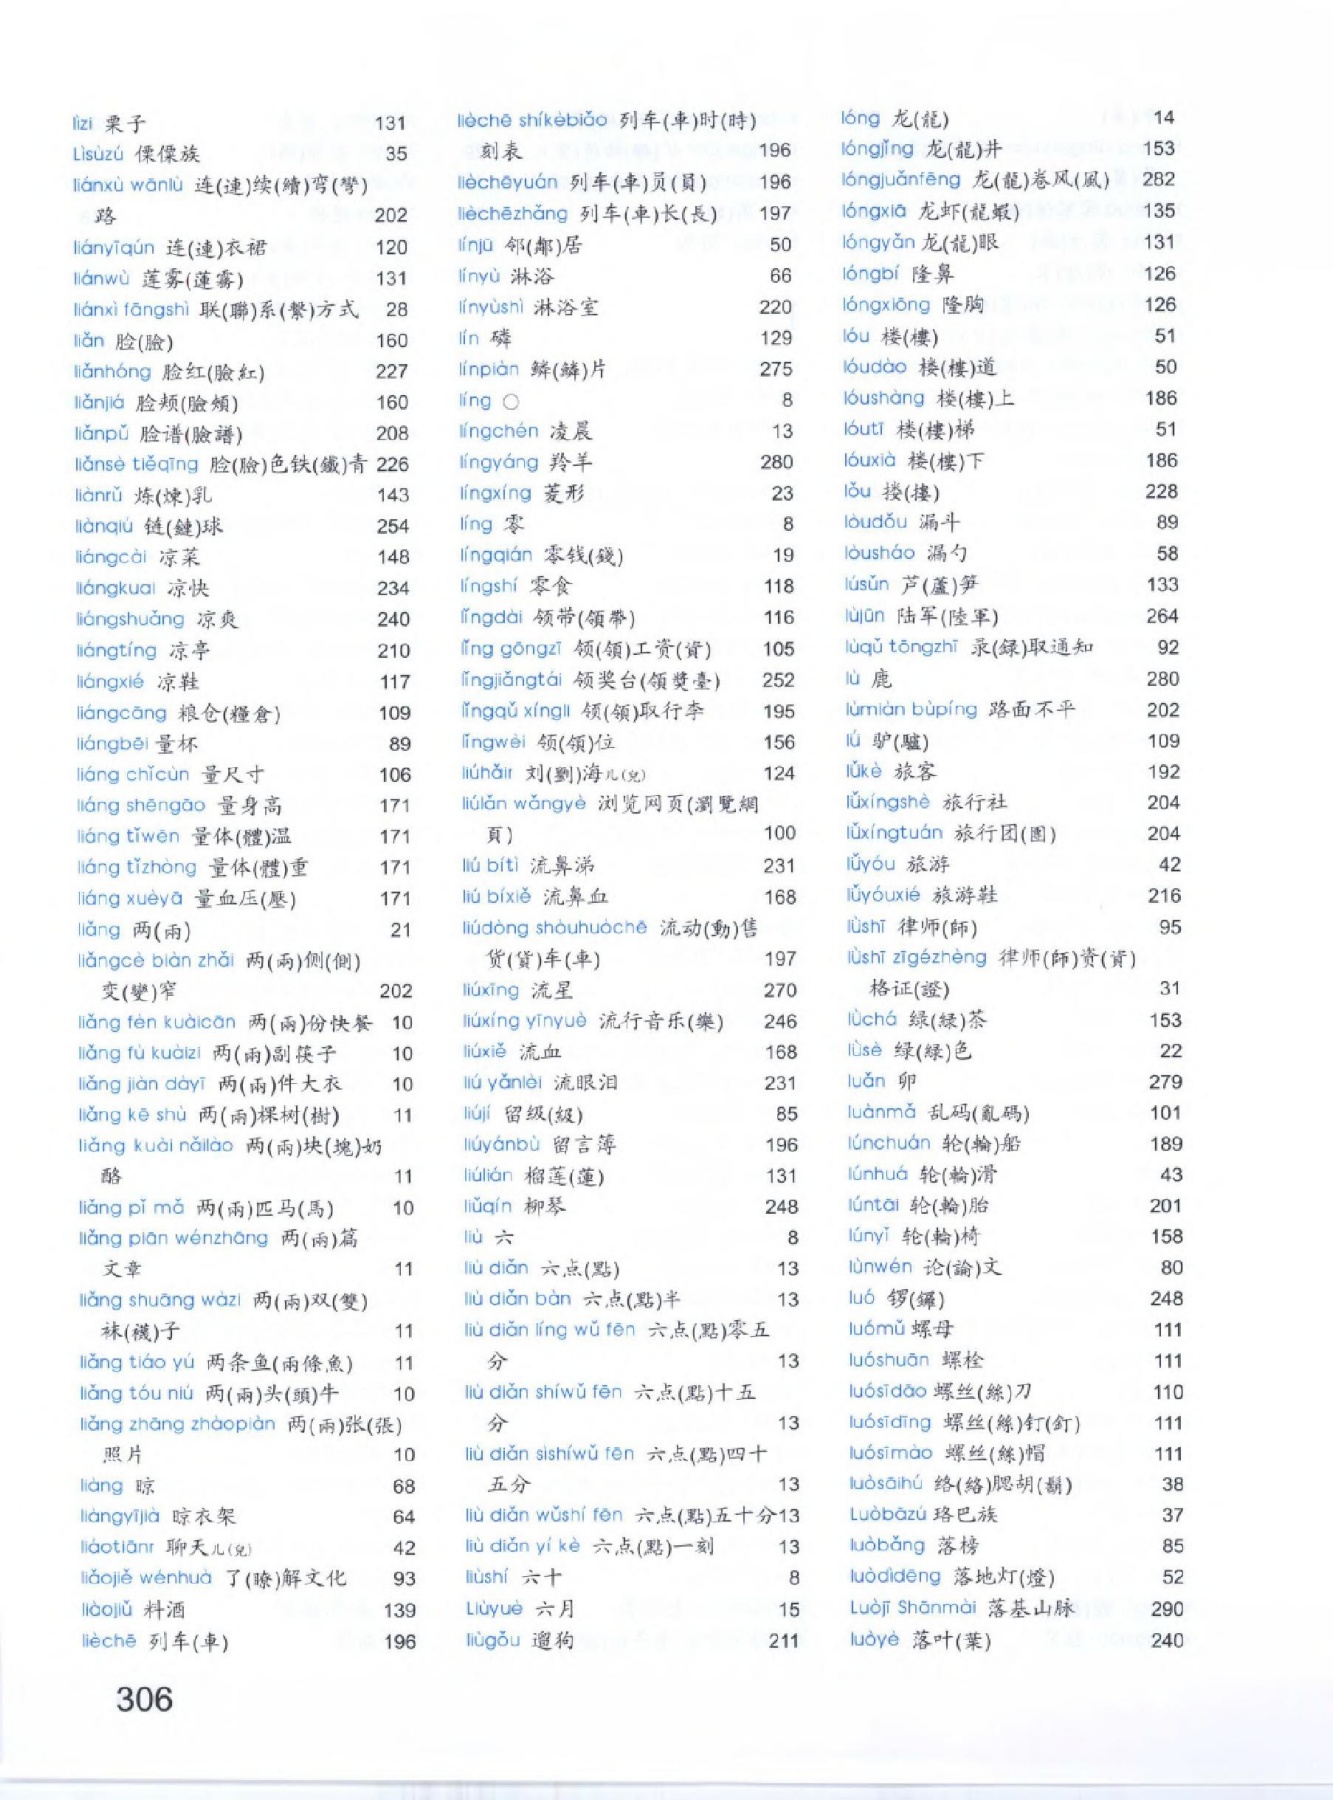 lìzi 栗子 131
Lìsùzú 傈僳族 35
liánxù wānlù 连(連)续(續)弯(彎)
路 202
liányīqún 连(連)衣裙 120
liánwù 莲雾(蓮霧) 131
liánxì fāngshì 联(聯)系(繫)方式 28
liǎn 脸(臉) 160
liǎnhóng 脸红(臉紅) 227
liǎnjiá 脸颊(臉頰) 160
liǎnpǔ 脸谱(臉譜) 208
liǎnsè tiěqīng 脸(臉)色铁(鐵)青 226
liànrǔ 炼(煉)乳 143
liànqiú 链(鏈)球 254
liángcài 凉菜 148
liángkuai 凉快 234
liángshuǎng 凉爽 240
liángtíng 凉亭 210
liángxié 凉鞋 117
liángcāng 粮仓(糧倉) 109
liángbēi 量杯 89
liáng chǐcùn 量尺寸 106
liáng shēngāo 量身高 171
liáng tǐwēn 量体(體)温 171
liáng tǐzhòng 量体(體)重 171
liáng xuèyā 量血压(壓) 171
liǎng 两(兩) 21
liǎngcè biàn zhǎi 两(兩)侧(側)
变(變)窄 202
liǎng fèn kuàicān 两(兩)份快餐 10
liǎng fù kuàizi 两(兩)副筷子 10
liǎng jiàn dàyī 两(兩)件大衣 10
liǎng kē shù 两(兩)棵树(樹) 11
liǎng kuài nǎilào 两(兩)块(塊)奶
酪 11
liǎng pǐ mǎ 两(兩)匹马(馬) 10
liǎng piān wénzhāng 两(兩)篇
文章 11
liǎng shuāng wàzi 两(兩)双(雙)
袜(襪)子 11
liǎng tiáo yú 两条鱼(兩條魚) 11
liǎng tóu niú 两(兩)头(頭)牛 10
liǎng zhāng zhàopiàn 两(兩)张(張)
照片 10
liàng 晾 68
liàngyījià 晾衣架 64
liáotiānr 聊天儿(兒) 42
liǎojiě wénhuà 了(瞭)解文化 93
liàojiǔ 料酒 139
lièchē 列车(車) 196
lièchē shíkèbiǎo 列车(車)时(時)
刻表 196
lièchēyuán 列车(車)员(員) 196
lièchēzhǎng 列车(車)长(長) 197
línjū 邻(鄰)居 50
línyù 淋浴 66
línyùshì 淋浴室 220
lín 磷 129
línpiàn 鳞(鱗)片 275
líng ○ 8
língchén 凌晨 13
língyáng 羚羊 280
língxíng 菱形 23
líng 零 8
língqián 零钱(錢) 19
língshí 零食 118
lǐngdài 领带(領帶) 116
lǐng gōngzī 领(領)工资(資) 105
lǐngjiǎngtái 领奖台(領獎臺) 252
lǐngqǔ xíngli 领(領)取行李 195
lǐngwèi 领(領)位 156
liúhǎir 刘(劉)海儿(兒) 124
liúlǎn wǎngyè 浏览网页(瀏覽網
頁) 100
liú bítì 流鼻涕 231
liú bíxiě 流鼻血 168
liúdòng shòuhuòchē 流动(動)售
货(貨)车(車) 197
liúxīng 流星 270
liúxíng yīnyuè 流行音乐(樂) 246
liúxiě 流血 168
liú yǎnlèi 流眼泪 231
liújí 留级(級) 85
liúyánbù 留言簿 196
liúlián 榴莲(蓮) 131
liǔqín 柳琴 248
liù 六 8
liù diǎn 六点(點) 13
liù diǎn bàn 六点(點)半 13
liù diǎn líng wǔ fēn 六点(點)零五
分 13
liù diǎn shíwǔ fēn 六点(點)十五
分 13
liù diǎn sìshíwǔ fēn 六点(點)四十
五分 13
liù diǎn wǔshí fēn 六点(點)五十分13
liù diǎn yí kè 六点(點)一刻 13
liùshí 六十 8
Liùyuè 六月 15
liùgǒu 遛狗 211
lóng 龙(龍) 14
lóngjǐng 龙(龍)井 153
lóngjuǎnfēng 龙(龍)卷风(風) 282
lóngxiā 龙虾(龍蝦) 135
lóngyǎn 龙(龍)眼 131
lóngbí 隆鼻 126
lóngxiōng 隆胸 126
lóu 楼(樓) 51
lóudào 楼(樓)道 50
lóushàng 楼(樓)上 186
lóutī 楼(樓)梯 51
lóuxià 楼(樓)下 186
lǒu 搂(摟) 228
lòudǒu 漏斗 89
lòusháo 漏勺 58
lúsǔn 芦(蘆)笋 133
lùjūn 陆军(陸軍) 264
lùqǔ tōngzhī 录(録)取通知 92
lù 鹿 280
lùmiàn bùpíng 路面不平 202
lǘ 驴(驢) 109
lǚkè 旅客 192
lǚxíngshè 旅行社 204
lǚxíngtuán 旅行团(團) 204
lǚyóu 旅游 42
lǚyóuxié 旅游鞋 216
lǜshī 律师(師) 95
lǜshī zīgézhèng 律师(師)资(資)
格证(證) 31
lǜchá 绿(緑)茶 153
lǜsè 绿(緑)色 22
luǎn 卵 279
luànmǎ 乱码(亂碼) 101
lúnchuán 轮(輪)船 189
lúnhuá 轮(輪)滑 43
lúntāi 轮(輪)胎 201
lúnyǐ 轮(輪)椅 158
lùnwén 论(論)文 80
luó 锣(鑼) 248
luómǔ 螺母 111
luóshuān 螺栓 111
luósīdāo 螺丝(絲)刀 110
luósīdīng 螺丝(絲)钉(釘) 111
luósīmào 螺丝(絲)帽 111
luòsāihú 络(絡)腮胡(鬍) 38
Luòbāzú 珞巴族 37
luòbǎng 落榜 85
luòdìdēng 落地灯(燈) 52
Luòjī Shānmài 落基山脉 290
luòyè 落叶(葉) 240
306